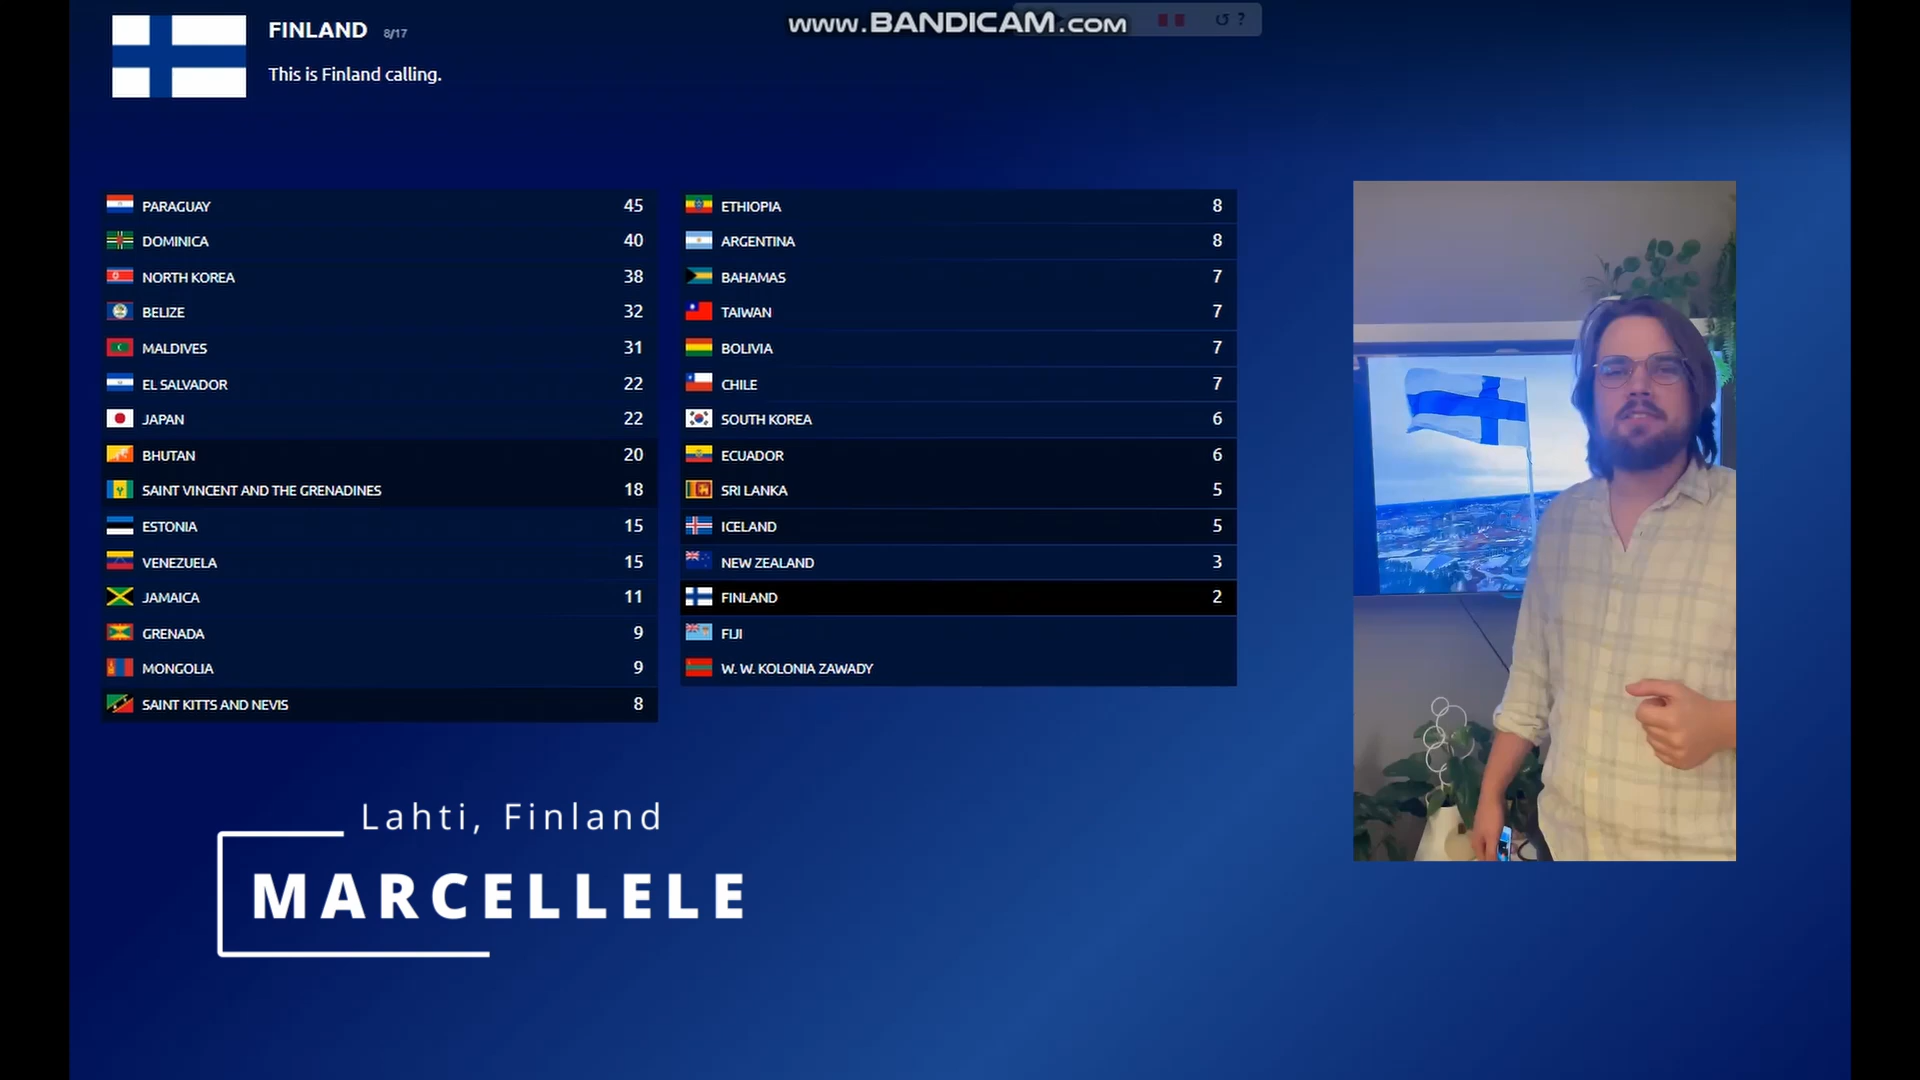 www.BANDICAM.com
FINLAND 8/17
↺ ?
This is Finland calling.
PARAGUAY 45
DOMINICA 40
NORTH KOREA 38
BELIZE 32
MALDIVES 31
EL SALVADOR 22
JAPAN 22
BHUTAN 20
SAINT VINCENT AND THE GRENADINES 18
ESTONIA 15
VENEZUELA 15
JAMAICA 11
GRENADA 9
MONGOLIA 9
SAINT KITTS AND NEVIS 8
ETHIOPIA 8
ARGENTINA 8
BAHAMAS 7
TAIWAN 7
BOLIVIA 7
CHILE 7
SOUTH KOREA 6
ECUADOR 6
SRI LANKA 5
ICELAND 5
NEW ZEALAND 3
FINLAND 2
FIJI
W. W. KOLONIA ZAWADY
Lahti, Finland
MARCELLELE